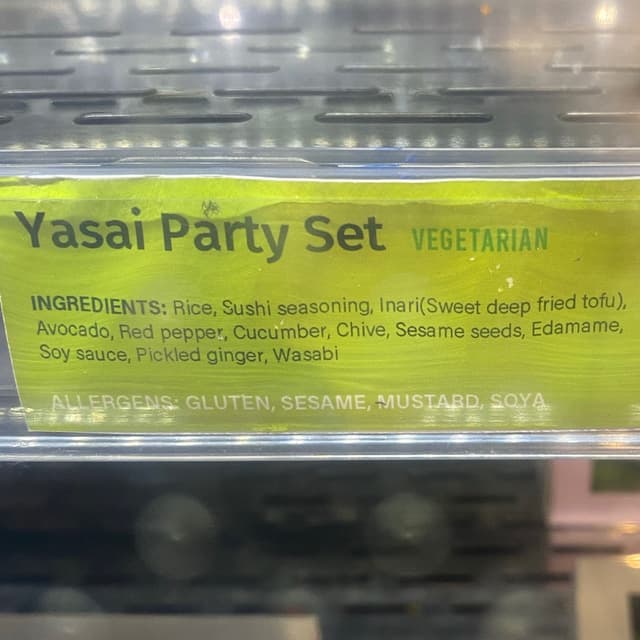 Yasai Party Set VEGETARIAN
INGREDIENTS: Rice, Sushi seasoning, Inari(Sweet deep fried tofu),
Avocado, Red pepper, Cucumber, Chive, Sesame seeds, Edamame,
Soy sauce, Pickled ginger, Wasabi
ALLERGENS: GLUTEN, SESAME, MUSTARD, SOYA